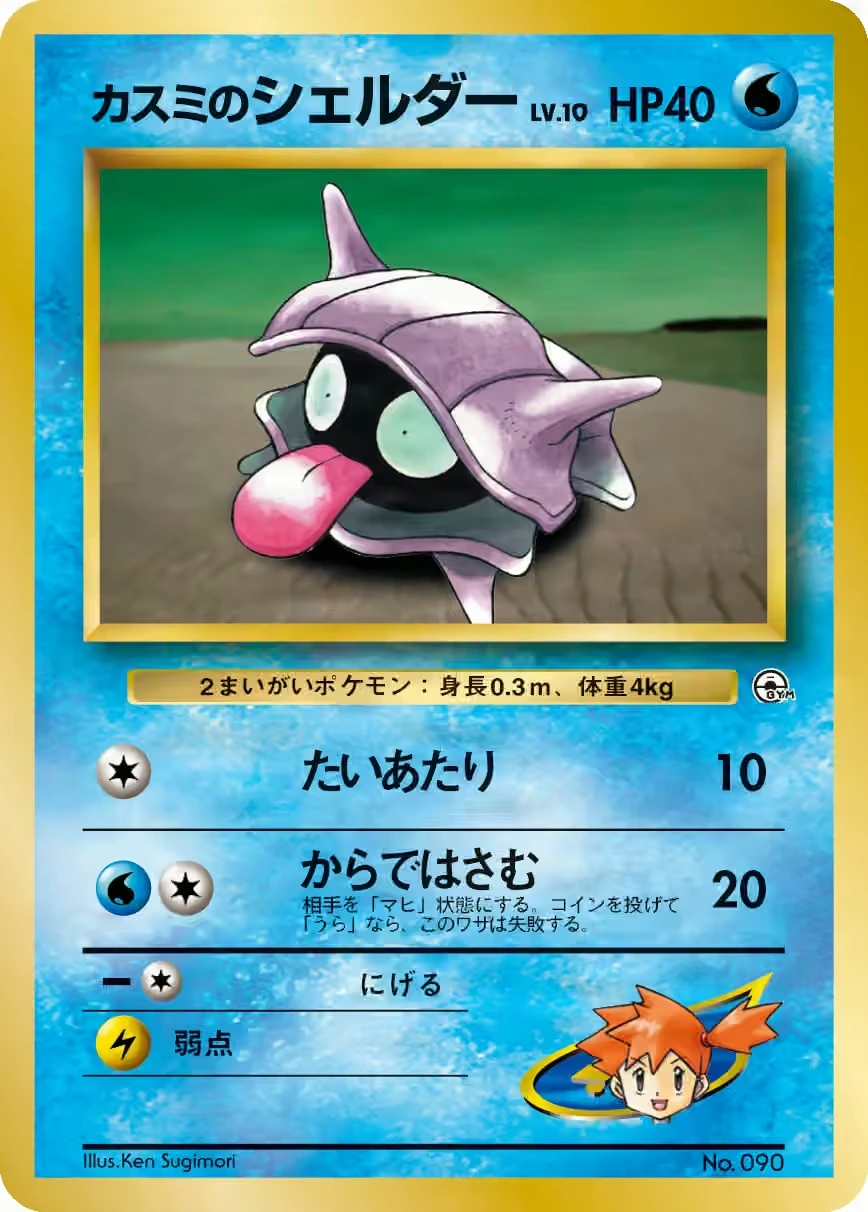 カスミのシェルダー LV.10 HP40
2まいがいポケモン：身長0.3m、体重4kg
GYM
たいあたり 10
からではさむ 20
相手を「マヒ」状態にする。コインを投げて
「うら」なら、このワザは失敗する。
にげる
弱点
Illus.Ken Sugimori No. 090